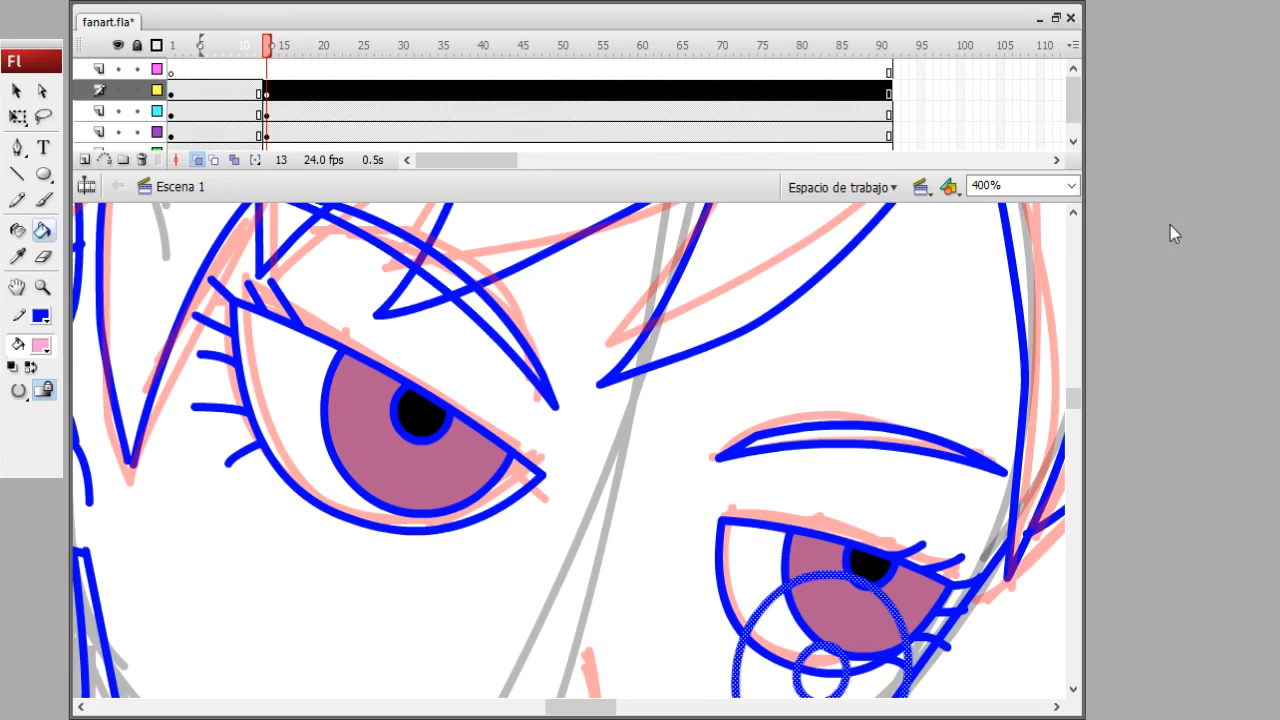 fanart.fla*
Fl
1 5 10 15 20 25 30 35 40 45 50 55 60 65 70 75 80 85 90 95 100 105 110
T
13 24.0 fps 0.5s
Escena 1 Espacio de trabajo 400%